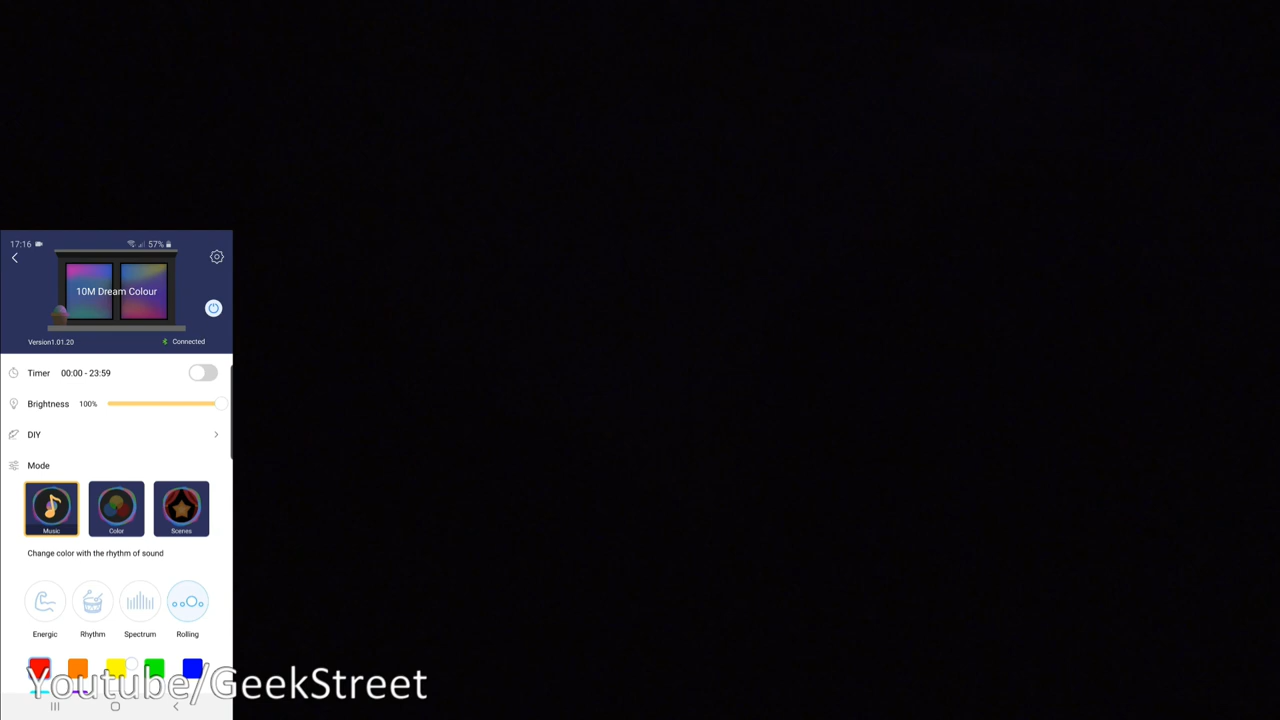 17:16 57%
10M Dream Colour
Version1.01.20 Connected
Timer 00:00 - 23:59
Brightness 100%
DIY
Mode
Music Color Scenes
Change color with the rhythm of sound
Energic Rhythm Spectrum Rolling
Youtube/GeekStreet